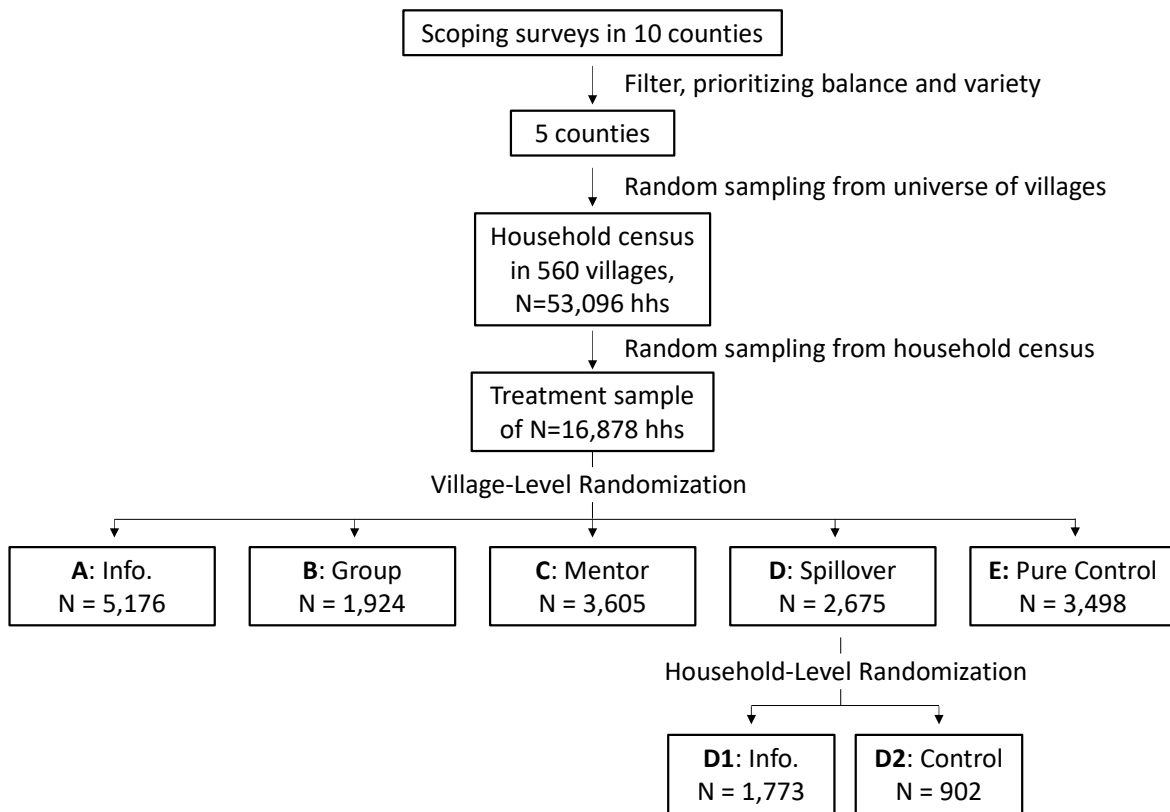 Scoping surveys in 10 counties
Filter, prioritizing balance and variety
5 counties
Random sampling from universe of villages
Household census
in 560 villages,
N=53,096 hhs
Random sampling from household census
Treatment sample
of N=16,878 hhs
Village-Level Randomization
A: Info.
N = 5,176
B: Group
N = 1,924
C: Mentor
N = 3,605
D: Spillover
N = 2,675
E: Pure Control
N = 3,498
Household-Level Randomization
D1: Info.
N = 1,773
D2: Control
N = 902